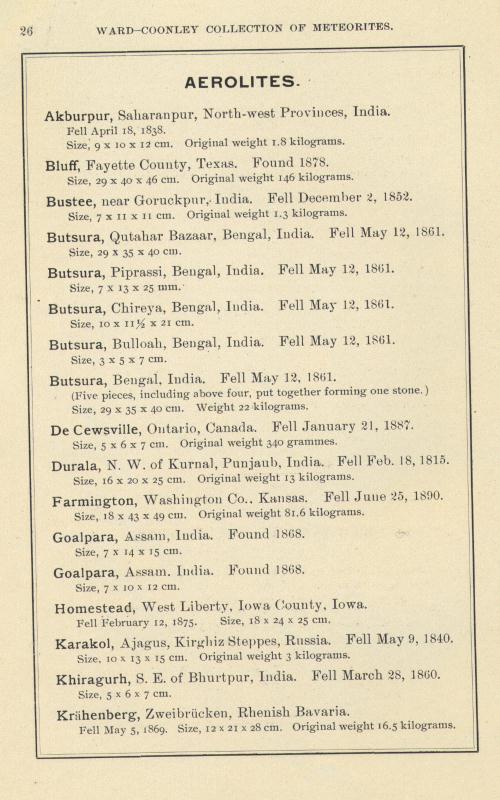 26
WARD–COONLEY COLLECTION OF METEORITES.
AEROLITES.
Akburpur, Saharanpur, North-west Provinces, India.
Fell April 18, 1838.
Size, 9 x 10 x 12 cm. Original weight 1.8 kilograms.
Bluff, Fayette County, Texas. Found 1878.
Size, 29 x 40 x 46 cm. Original weight 146 kilograms.
Bustee, near Goruckpur, India. Fell December 2, 1852.
Size, 7 x 11 x 11 cm. Original weight 1.3 kilograms.
Butsura, Qutahar Bazaar, Bengal, India. Fell May 12, 1861.
Size, 29 x 35 x 40 cm.
Butsura, Piprassi, Bengal, India. Fell May 12, 1861.
Size, 7 x 13 x 25 mm.
Butsura, Chireya, Bengal, India. Fell May 12, 1861.
Size, 10 x 11½ x 21 cm.
Butsura, Bulloah, Bengal, India. Fell May 12, 1861.
Size, 3 x 5 x 7 cm.
Butsura, Bengal, India. Fell May 12, 1861.
(Five pieces, including above four, put together forming one stone.)
Size, 29 x 35 x 40 cm. Weight 22 kilograms.
De Cewsville, Ontario, Canada. Fell January 21, 1887.
Size, 5 x 6 x 7 cm. Original weight 340 grammes.
Durala, N. W. of Kurnal, Punjaub, India. Fell Feb. 18, 1815.
Size, 16 x 20 x 25 cm. Original weight 13 kilograms.
Farmington, Washington Co., Kansas. Fell June 25, 1890.
Size, 18 x 43 x 49 cm. Original weight 81.6 kilograms.
Goalpara, Assam, India. Found 1868.
Size, 7 x 14 x 15 cm.
Goalpara, Assam. India. Found 1868.
Size, 7 x 10 x 12 cm.
Homestead, West Liberty, Iowa County, Iowa.
Fell February 12, 1875. Size, 18 x 24 x 25 cm.
Karakol, Ajagus, Kirghiz Steppes, Russia. Fell May 9, 1840.
Size, 10 x 13 x 15 cm. Original weight 3 kilograms.
Khiragurh, S. E. of Bhurtpur, India. Fell March 28, 1860.
Size, 5 x 6 x 7 cm.
Krähenberg, Zweibrücken, Rhenish Bavaria.
Fell May 5, 1869. Size, 12 x 21 x 28 cm. Original weight 16.5 kilograms.